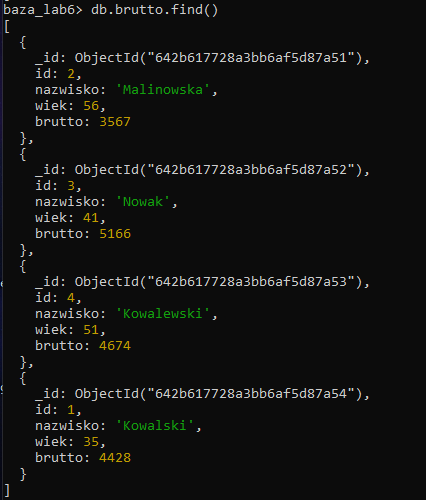 baza_lab6> db.brutto.find()
[
  {
    _id: ObjectId("642b617728a3bb6af5d87a51"),
    id: 2,
    nazwisko: 'Malinowska',
    wiek: 56,
    brutto: 3567
  },
  {
    _id: ObjectId("642b617728a3bb6af5d87a52"),
    id: 3,
    nazwisko: 'Nowak',
    wiek: 41,
    brutto: 5166
  },
  {
    _id: ObjectId("642b617728a3bb6af5d87a53"),
    id: 4,
    nazwisko: 'Kowalewski',
    wiek: 51,
    brutto: 4674
  },
  {
    _id: ObjectId("642b617728a3bb6af5d87a54"),
    id: 1,
    nazwisko: 'Kowalski',
    wiek: 35,
    brutto: 4428
  }
]